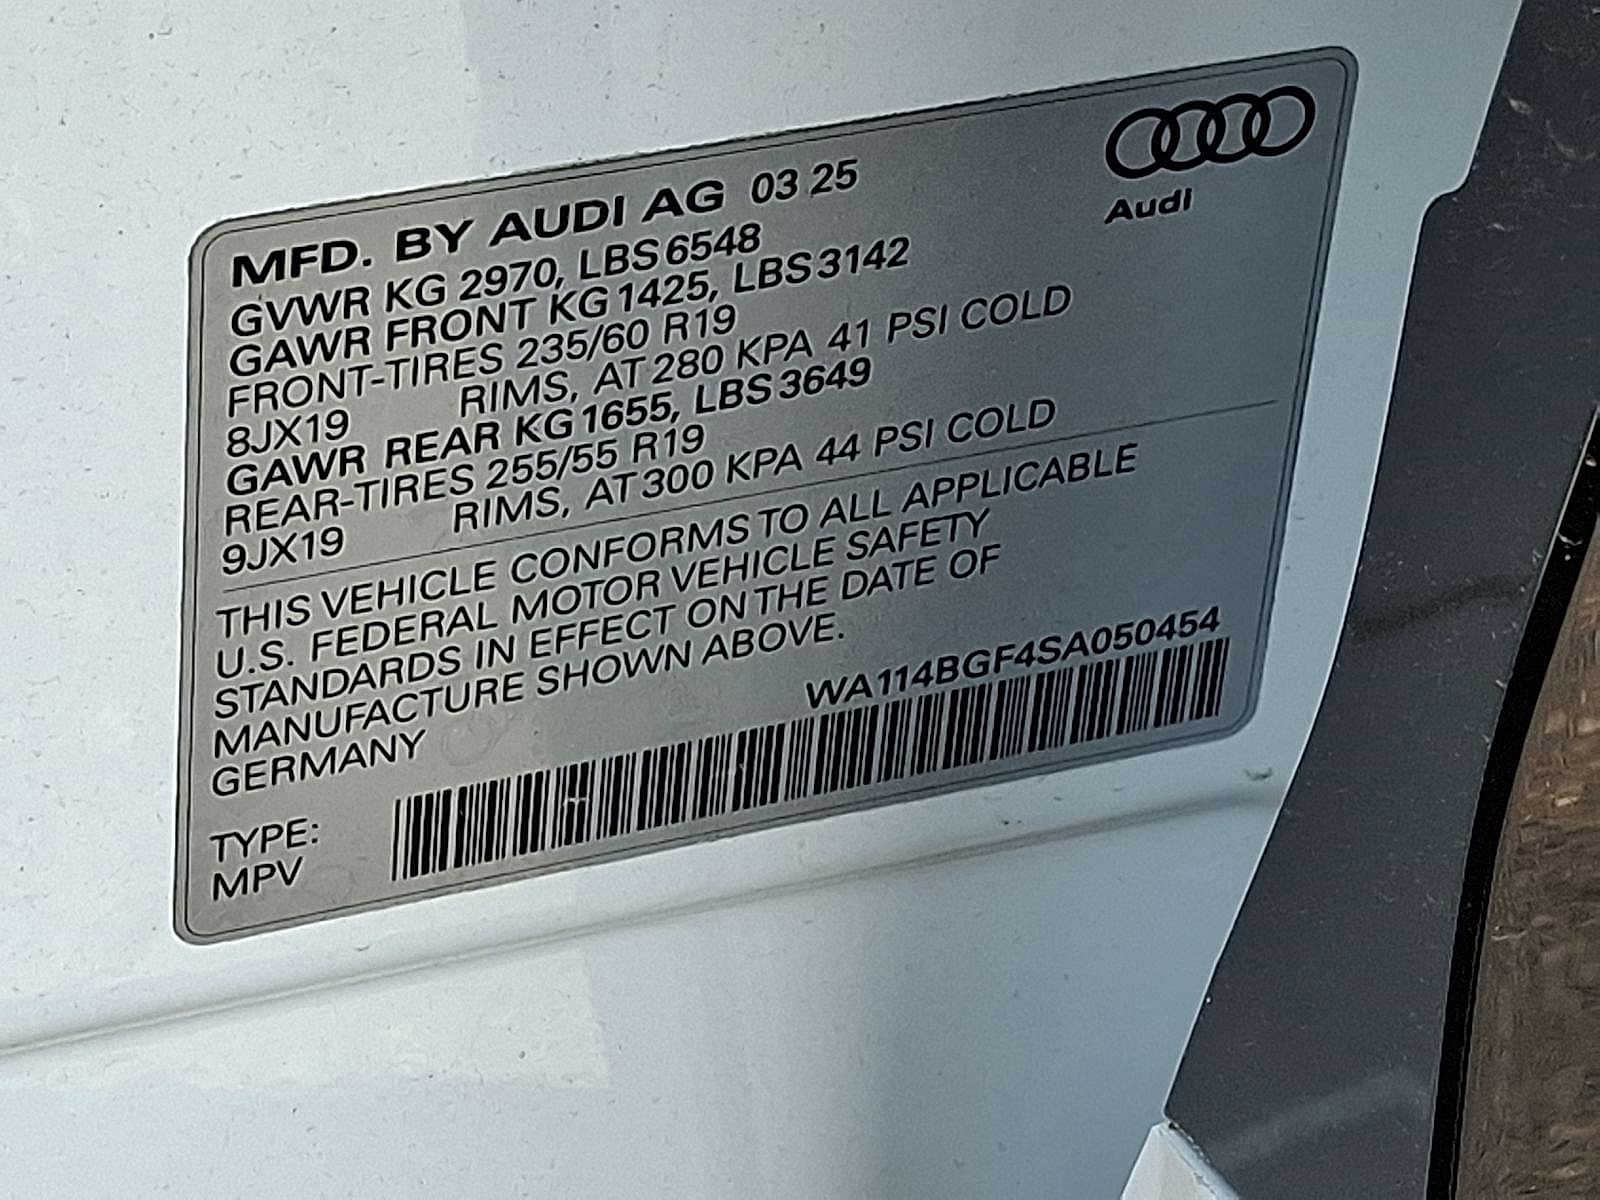 Audi
MFD. BY AUDI AG 03 25
GVWR KG 2970, LBS 6548
GAWR FRONT KG 1425, LBS 3142
FRONT-TIRES 235/60 R19
8JX19 RIMS, AT 280 KPA 41 PSI COLD
GAWR REAR KG 1655, LBS 3649
REAR-TIRES 255/55 R19
9JX19 RIMS, AT 300 KPA 44 PSI COLD
THIS VEHICLE CONFORMS TO ALL APPLICABLE
U.S. FEDERAL MOTOR VEHICLE SAFETY
STANDARDS IN EFFECT ON THE DATE OF
MANUFACTURE SHOWN ABOVE.
GERMANY
WA114BGF4SA050454
TYPE:
MPV